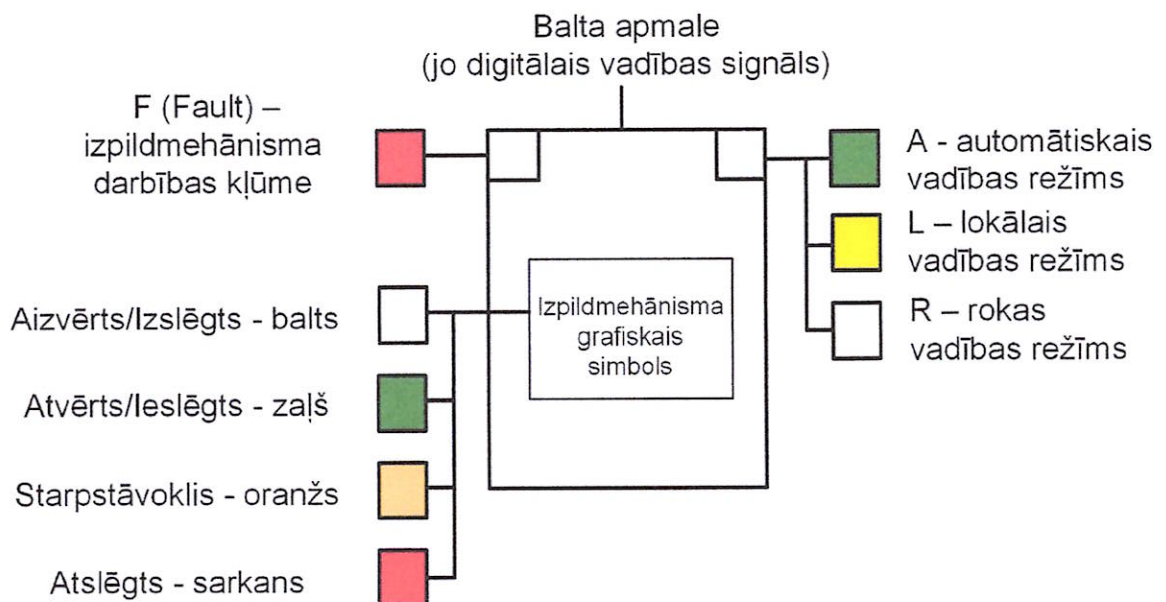 Balta apmale
(jo digitālais vadības signāls)
F (Fault) –
izpildmehānisma
darbības kļūme
A - automātiskais
vadības režīms
L – lokālais
vadības režīms
R – rokas
vadības režīms
Izpildmehānisma
grafiskais
simbols
Aizvērts/Izslēgts - balts
Atvērts/Ieslēgts - zaļš
Starpstāvoklis - oranžs
Atslēgts - sarkans